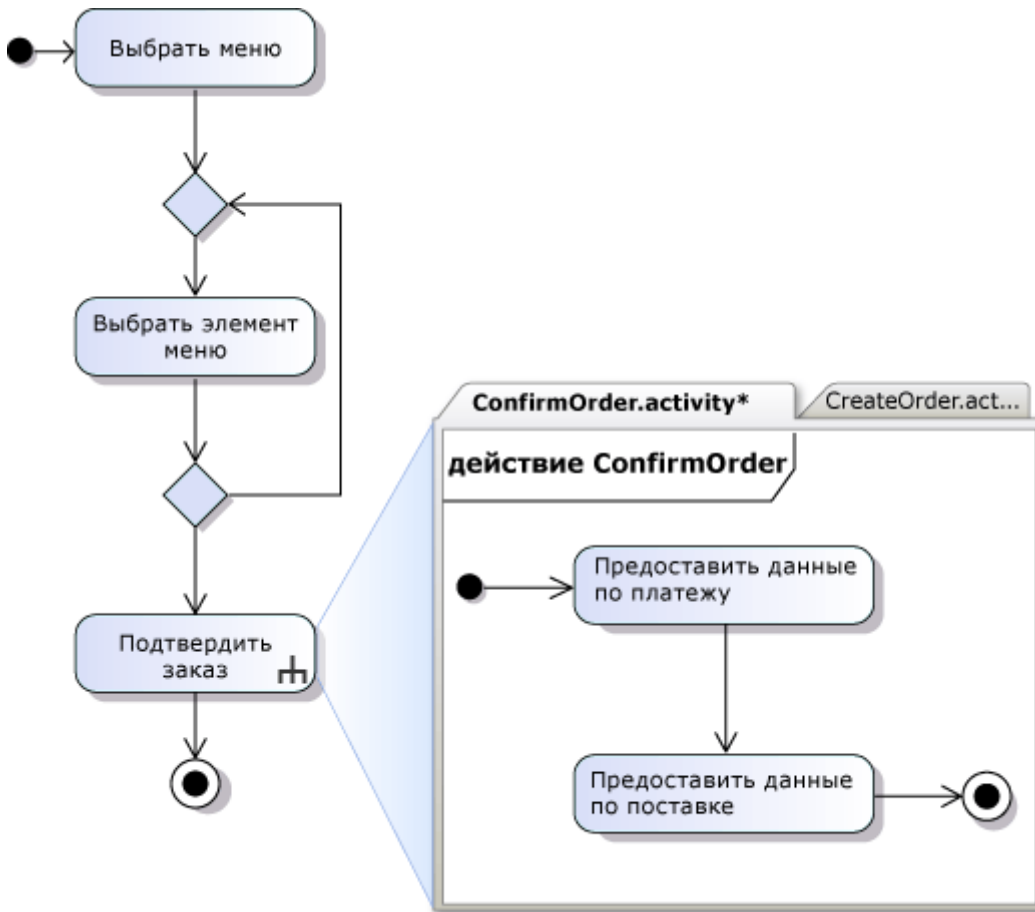 Выбрать меню
Выбрать элемент
меню
Подтвердить
заказ
ConfirmOrder.activity*
CreateOrder.act...
действие ConfirmOrder
Предоставить данные
по платежу
Предоставить данные
по поставке